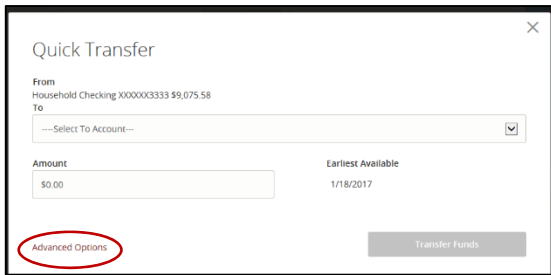 Quick Transfer
From
Household Checking XXXXXX3333 $9,075.58
To
----Select To Account---
Amount
Earliest Available
$0.00
1/18/2017
Advanced Options
Transfer Funds